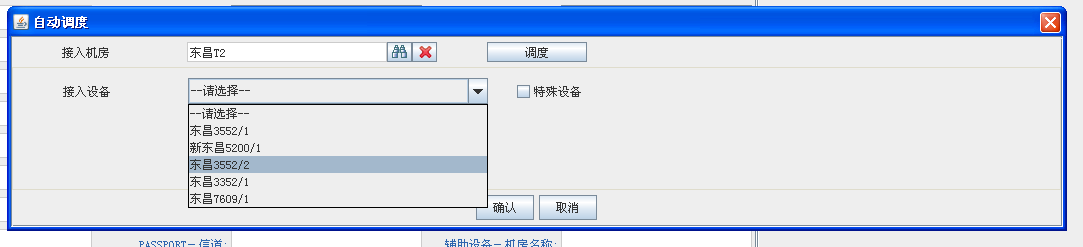 自动调度
接入机房 东昌T2 调度
接入设备 --请选择-- 特殊设备
--请选择--
东昌3552/1
新东昌5200/1
东昌3552/2
东昌3352/1
东昌7609/1
确认 取消
PASSPORT-信道: 辅助设备-机房名称: